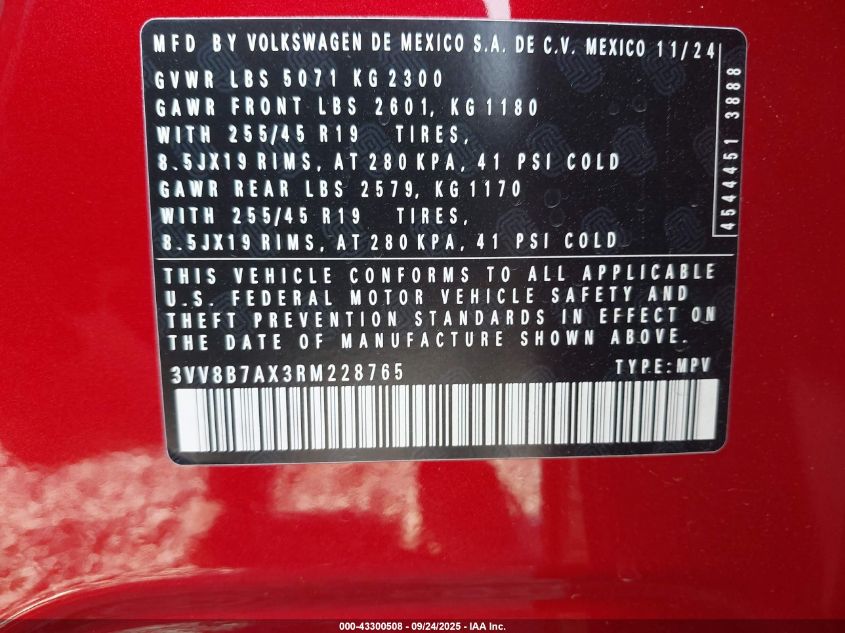 MFD BY VOLKSWAGEN DE MEXICO S.A. DE C.V. MEXICO 11/24
GVWR LBS 5071 KG 2300
GAWR FRONT LBS 2601, KG 1180
WITH 255/45 R19 TIRES,
8.5JX19 RIMS, AT 280 KPA, 41 PSI COLD
GAWR REAR LBS 2579, KG 1170
WITH 255/45 R19 TIRES,
8.5JX19 RIMS, AT 280 KPA, 41 PSI COLD
4544451 3888
THIS VEHICLE CONFORMS TO ALL APPLICABLE
U.S. FEDERAL MOTOR VEHICLE SAFETY AND
THEFT PREVENTION STANDARDS IN EFFECT ON
THE DATE OF MANUFACTURE SHOWN ABOVE.
3VV8B7AX3RM228765 TYPE:MPV
000-43300508 - 09/24/2025 - IAA Inc.